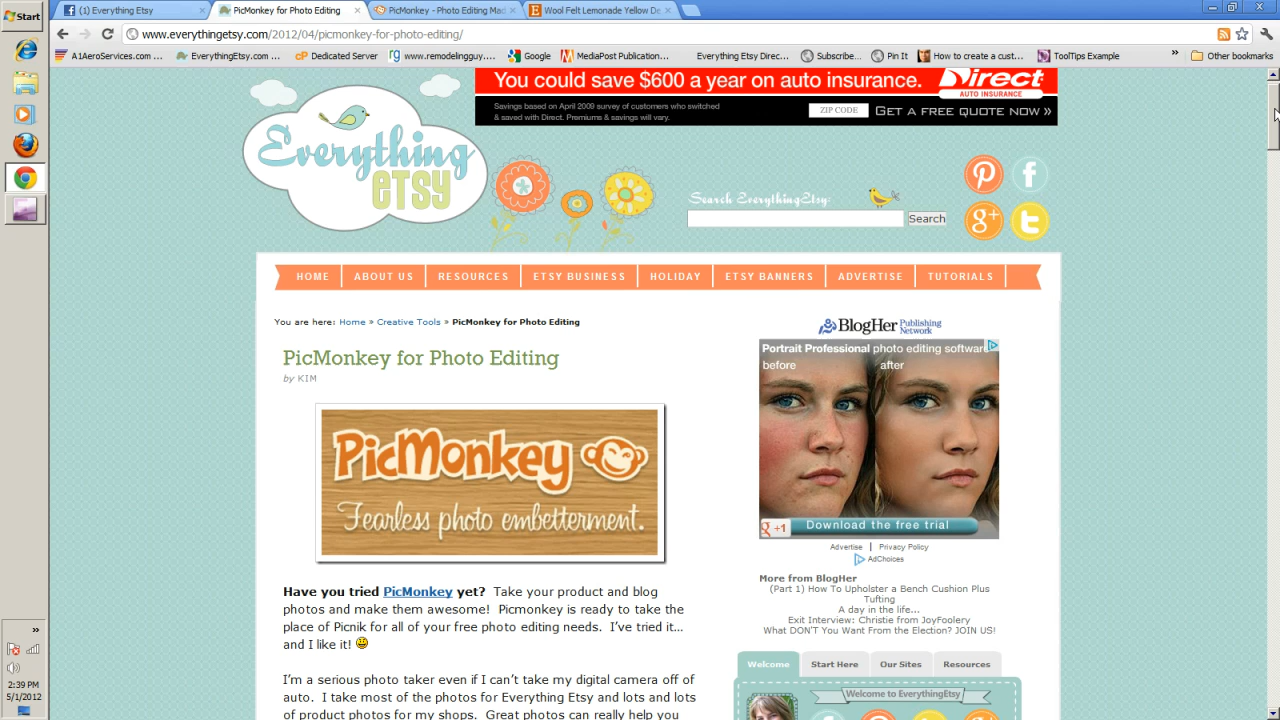 Start
(1) Everything Etsy
PicMonkey for Photo Editing
PicMonkey - Photo Editing Mad
Wool Felt Lemonade Yellow De
www.everythingetsy.com/2012/04/picmonkey-for-photo-editing/
A1AeroServices.com ...
EverythingEtsy.com ...
Dedicated Server
www.remodelingguy....
Google
MediaPost Publication...
Everything Etsy Direc...
Subscribe...
Pin It
How to create a cust...
ToolTips Example
»
Other bookmarks
You could save $600 a year on auto insurance.
Direct
AUTO INSURANCE
Savings based on April 2009 survey of customers who switched
& saved with Direct. Premiums & savings will vary.
ZIP CODE
GET A FREE QUOTE NOW »
Everything
etsy
Search EverythingEtsy:
Search
HOME
ABOUT US
RESOURCES
ETSY BUSINESS
HOLIDAY
ETSY BANNERS
ADVERTISE
TUTORIALS
You are here: Home » Creative Tools » PicMonkey for Photo Editing
PicMonkey for Photo Editing
by KIM
PicMonkey
Fearless photo embetterment.
Have you tried PicMonkey yet? Take your product and blog
photos and make them awesome! Picmonkey is ready to take the
place of Picnik for all of your free photo editing needs. I've tried it...
and I like it!
I'm a serious photo taker even if I can't take my digital camera off of
I take most of the photos for Everything Etsy and lots and lots
of product photos for my shops. Great photos can really help you
BlogHer Publishing Network
Portrait Professional photo editing software
before after
g +1
Download the free trial
Advertise | Privacy Policy
AdChoices
More from BlogHer
(Part 1) How To Upholster a Bench Cushion Plus
Tufting
A day in the life...
Exit Interview: Christie from JoyFoolery
What DON'T You Want From the Election? JOIN US!
Welcome
Start Here
Our Sites
Resources
Welcome to EverythingEtsy
»
2:39 PM
5/1/2012